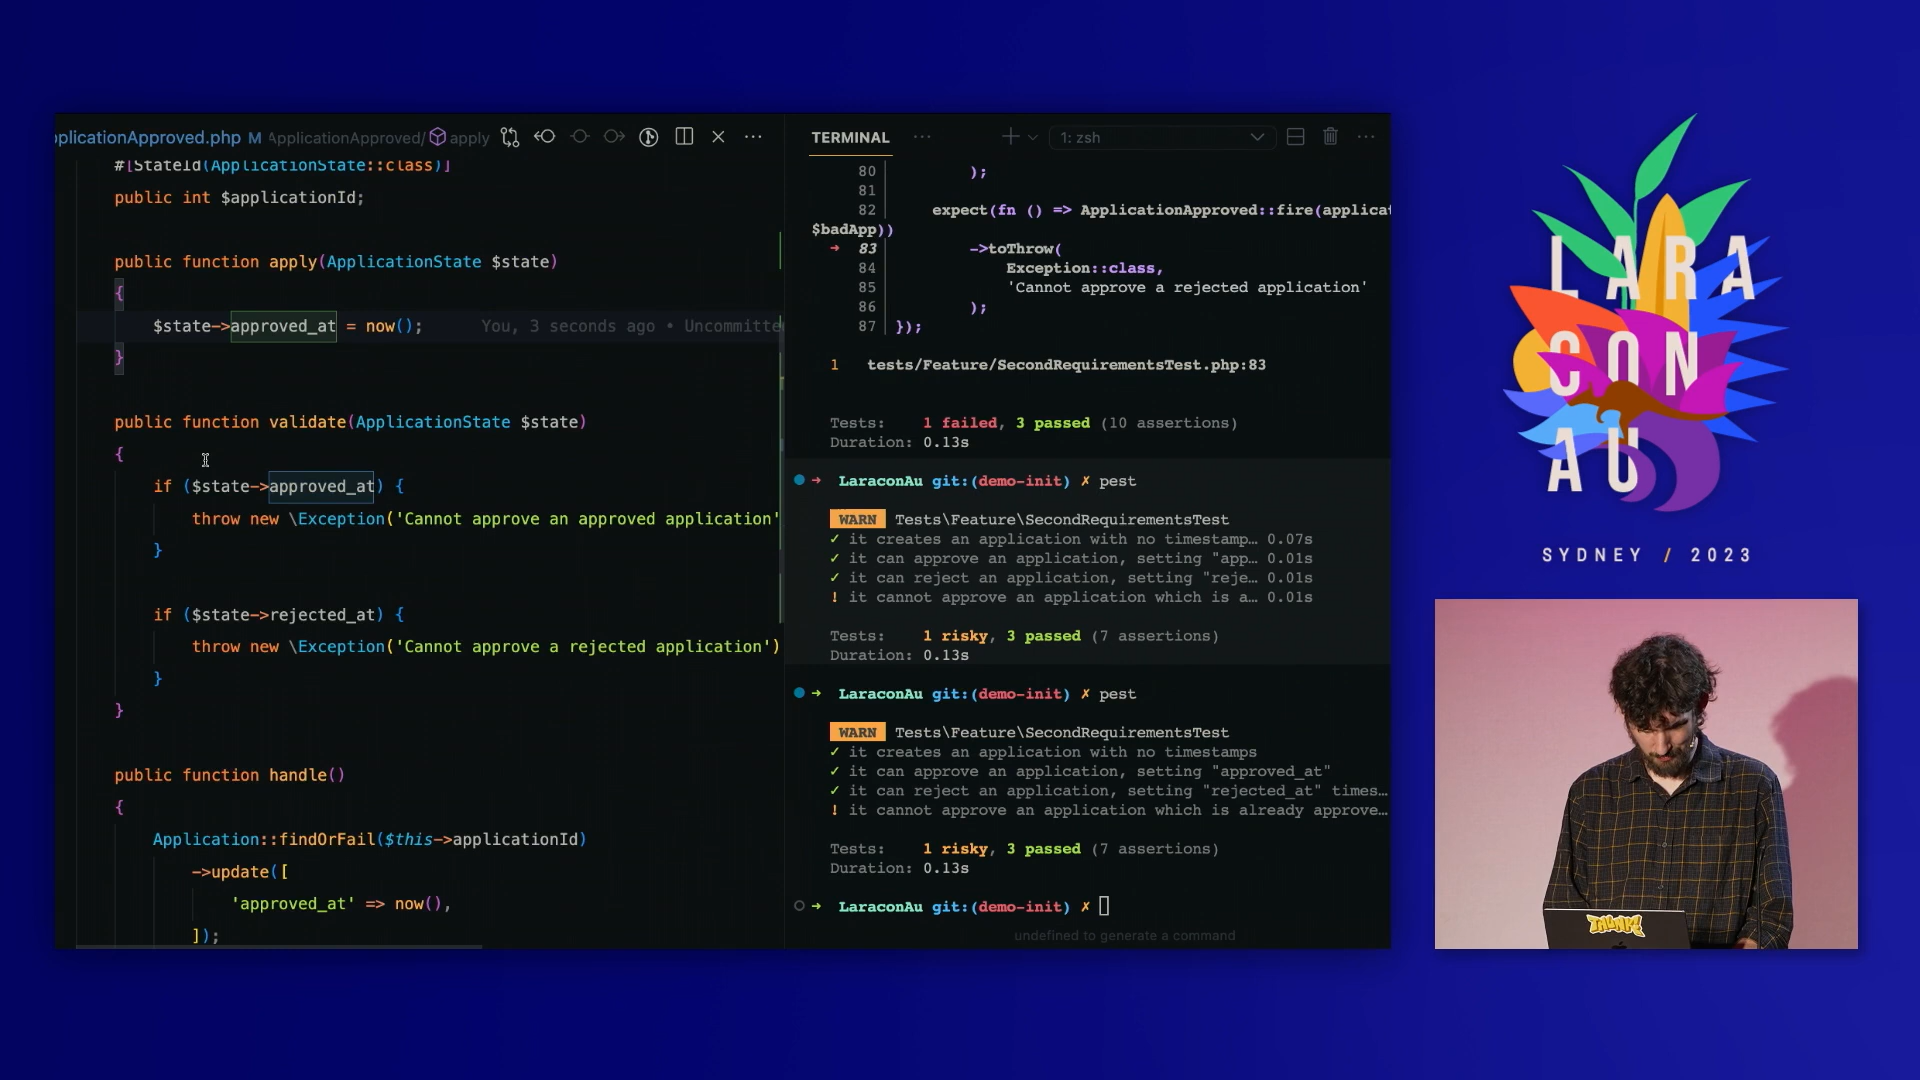 plicationApproved.php M ApplicationApproved/ apply
#[StateId(ApplicationState::class)]
public int $applicationId;
public function apply(ApplicationState $state)
{
$state->approved_at = now(); You, 3 seconds ago • Uncommitte
}
public function validate(ApplicationState $state)
{
if ($state->approved_at) {
throw new \Exception('Cannot approve an approved application'
}
if ($state->rejected_at) {
throw new \Exception('Cannot approve a rejected application')
}
}
public function handle()
{
Application::findOrFail($this->applicationId)
->update([
'approved_at' => now(),
]);
TERMINAL ··· 1: zsh
80 );
81
82 expect(fn () => ApplicationApproved::fire(applicat
$badApp))
➜ 83 ->toThrow(
84 Exception::class,
85 'Cannot approve a rejected application'
86 );
87 });
1 tests/Feature/SecondRequirementsTest.php:83
Tests: 1 failed, 3 passed (10 assertions)
Duration: 0.13s
➜ LaraconAu git:(demo-init) ✗ pest
WARN Tests\Feature\SecondRequirementsTest
✓ it creates an application with no timestamp… 0.07s
✓ it can approve an application, setting "app… 0.01s
✓ it can reject an application, setting "reje… 0.01s
! it cannot approve an application which is a… 0.01s
Tests: 1 risky, 3 passed (7 assertions)
Duration: 0.13s
➜ LaraconAu git:(demo-init) ✗ pest
WARN Tests\Feature\SecondRequirementsTest
✓ it creates an application with no timestamps
✓ it can approve an application, setting "approved_at"
✓ it can reject an application, setting "rejected_at" times…
! it cannot approve an application which is already approve…
Tests: 1 risky, 3 passed (7 assertions)
Duration: 0.13s
➜ LaraconAu git:(demo-init) ✗
undefined to generate a command
LARA
CON
AU
SYDNEY / 2023
THUNK